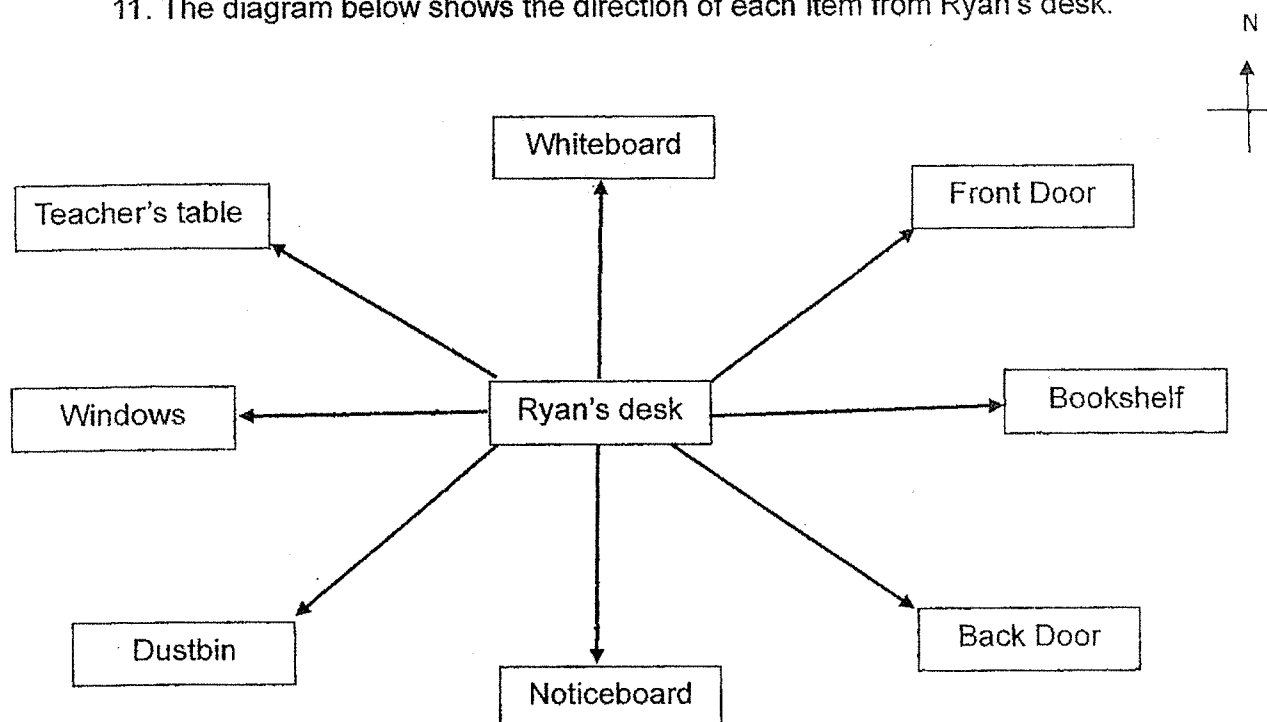 11. The diagram below shows the direction of each item from Ryan's desk.
N
Whiteboard
Front Door
Teacher's table
Bookshelf
Windows
Ryan's desk
Back Door
Dustbin
Noticeboard